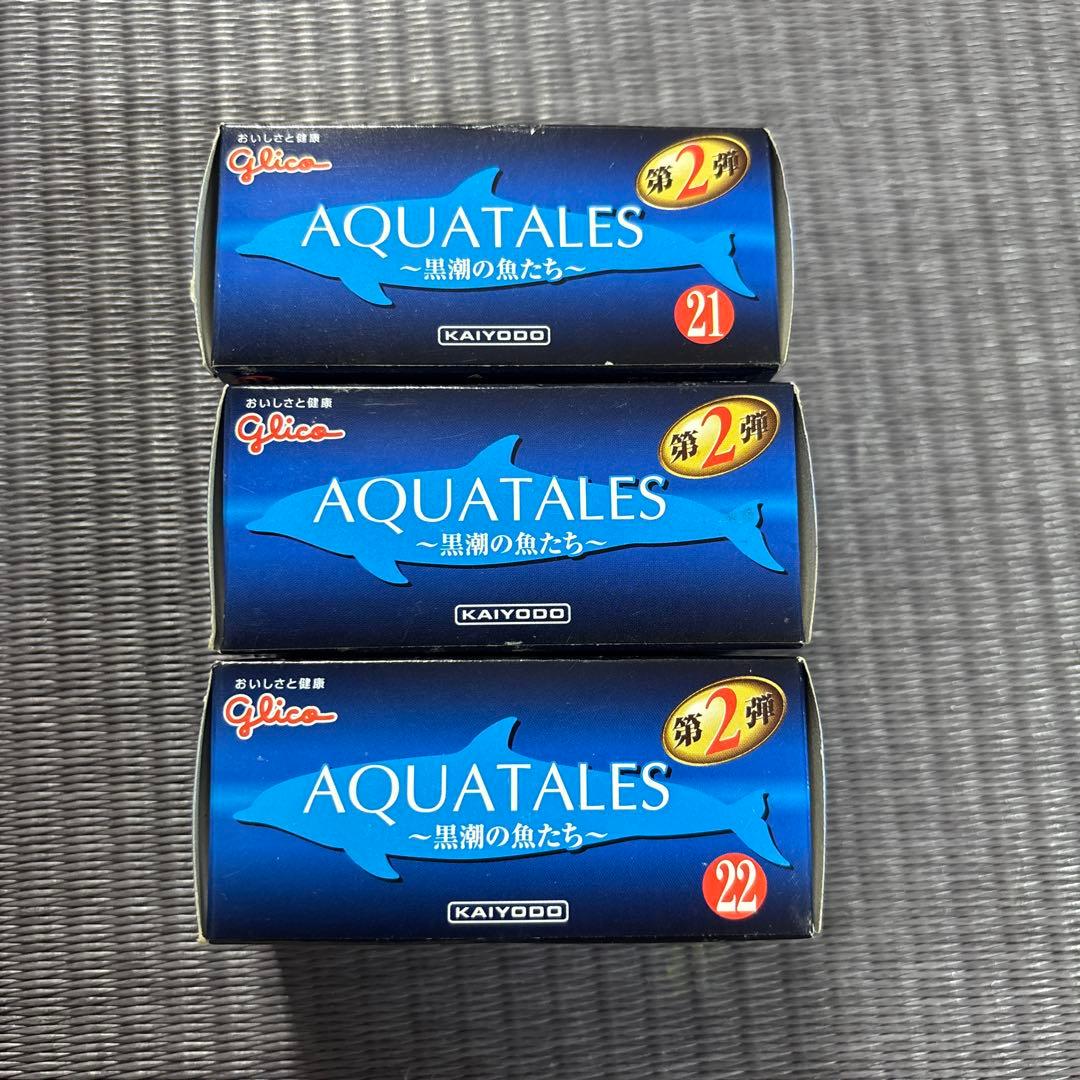 おいしさと健康
glico
第2弾
AQUATALES
～黒潮の魚たち～
21
KAIYODO
おいしさと健康
glico
第2弾
AQUATALES
～黒潮の魚たち～
KAIYODO
おいしさと健康
glico
第2弾
AQUATALES
～黒潮の魚たち～
22
KAIYODO